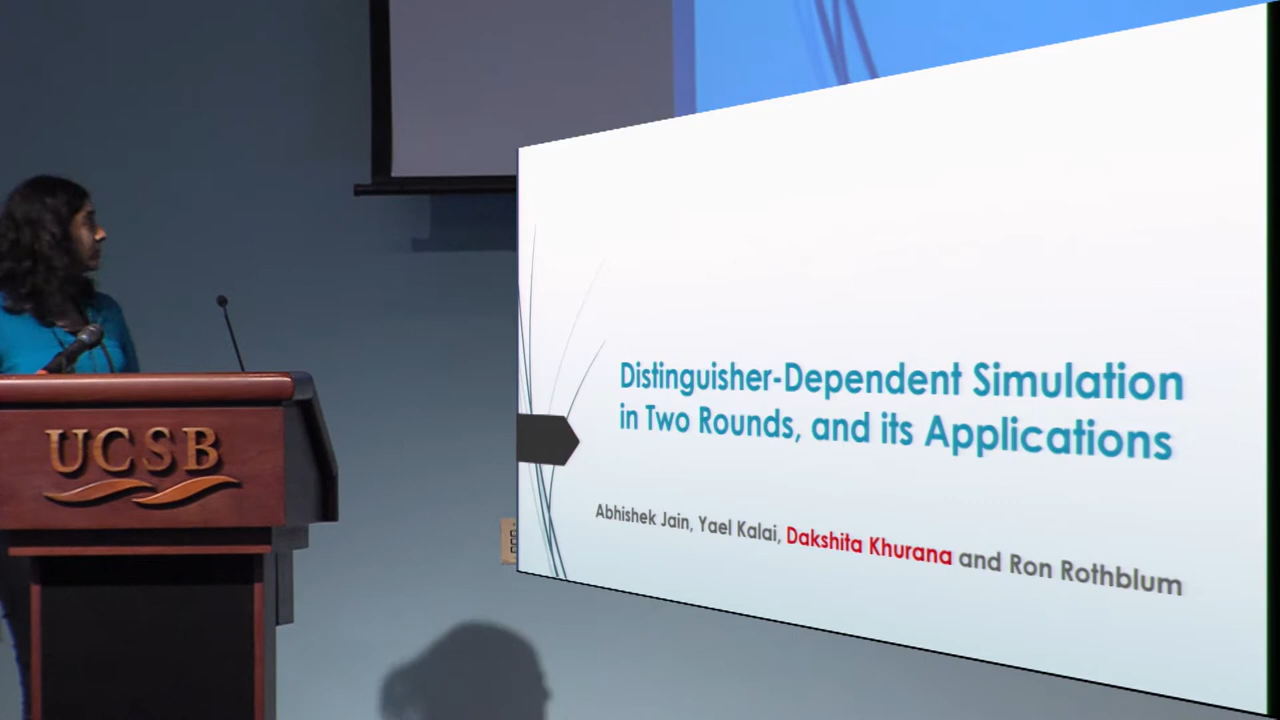 UCSB
Distinguisher-Dependent Simulation
in Two Rounds, and its Applications
Abhishek Jain, Yael Kalai, Dakshita Khurana and Ron Rothblum